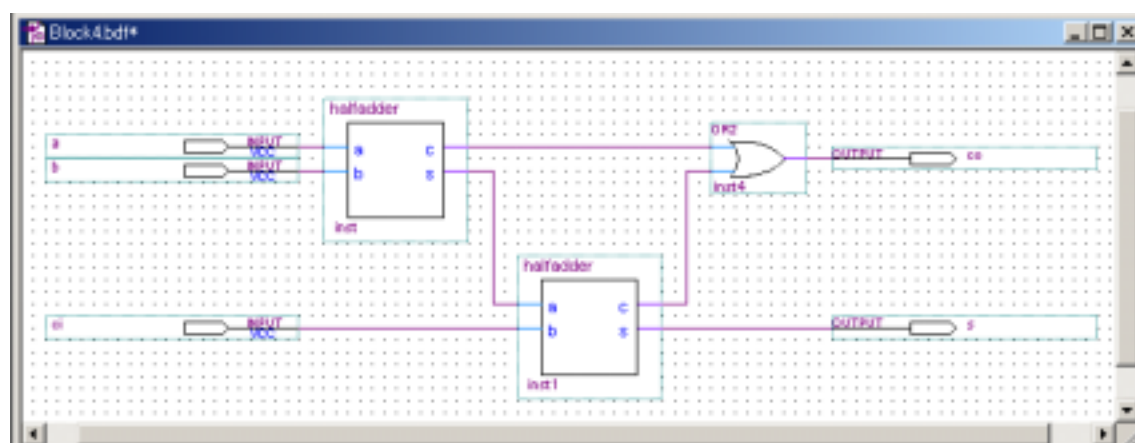 Block4.bdf*
halfadder
OR2
a INPUT VCC
a c
OUTPUT co
b INPUT VCC
b s
inst4
inst
halfadder
a c
ci INPUT VCC
b s
OUTPUT s
inst1